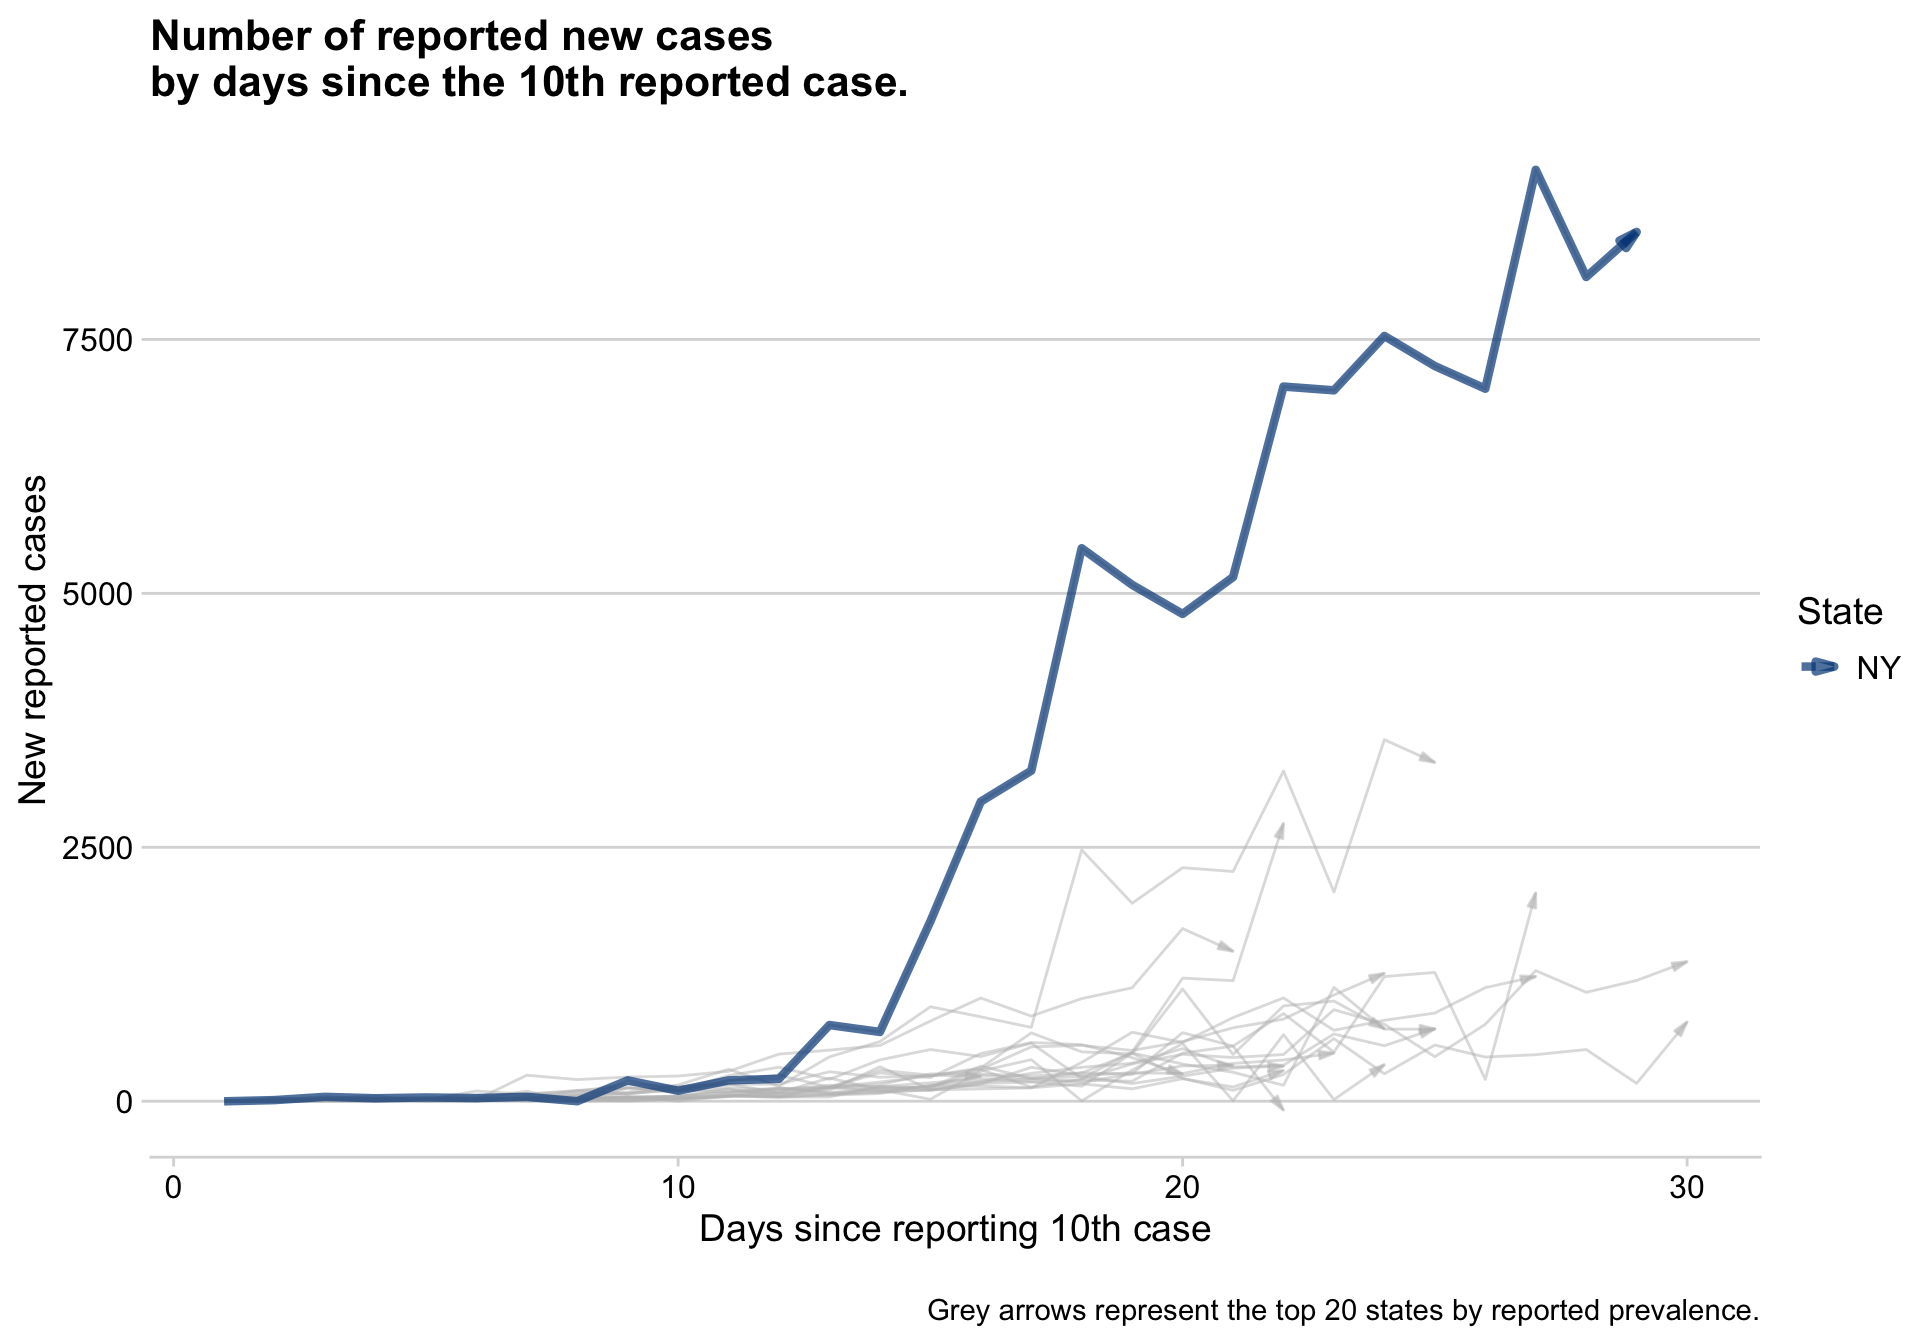 Number of reported new cases
by days since the 10th reported case.
New reported cases
7500
5000
2500
0
0 10 20 30
Days since reporting 10th case
State
NY
Grey arrows represent the top 20 states by reported prevalence.